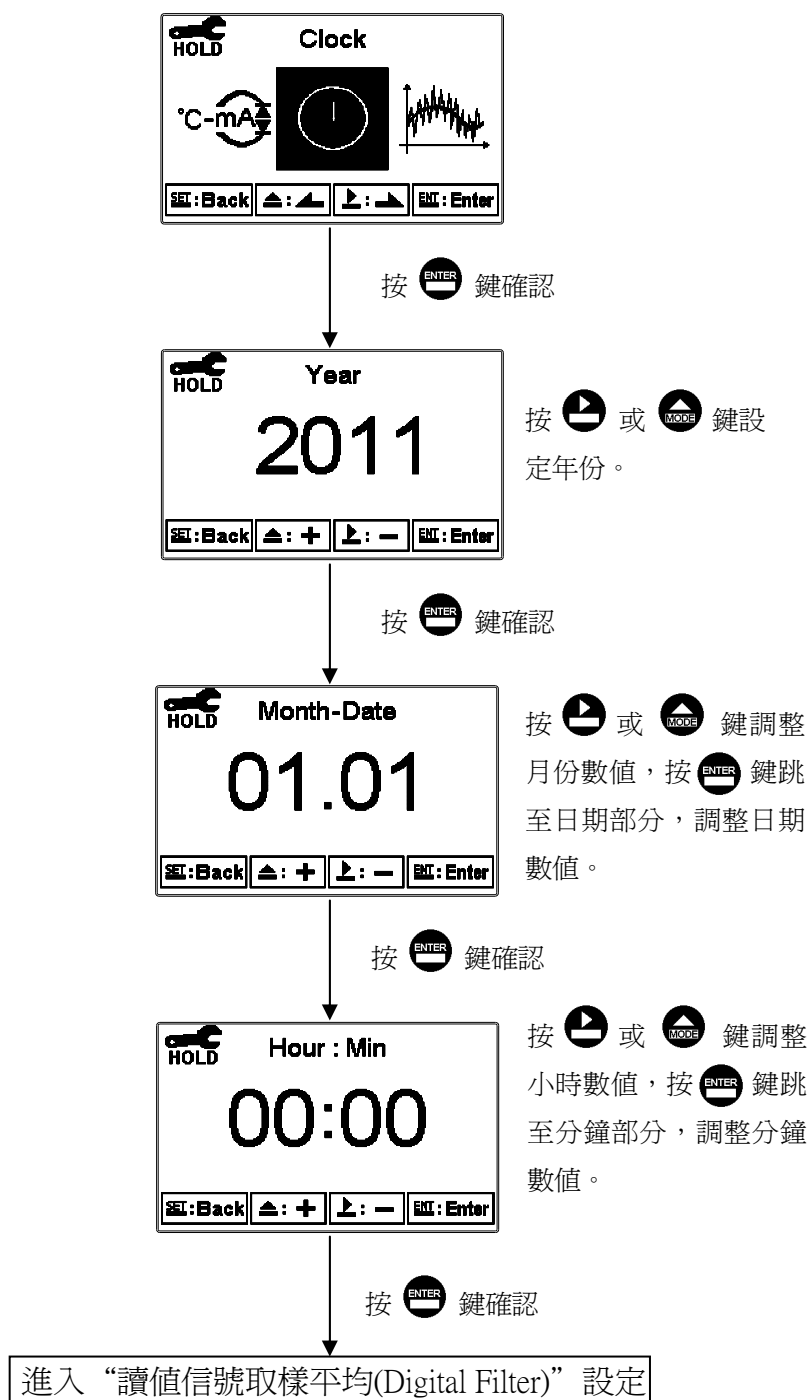 HOLD Clock
°C-mA
SET:Back ▲: ▶: ENT:Enter
按 ENTER 鍵確認
HOLD Year
2011
SET:Back ▲: + ▶: − ENT:Enter
按 或 MODE 鍵設
定年份。
按 ENTER 鍵確認
HOLD Month-Date
01.01
SET:Back ▲: + ▶: − ENT:Enter
按 或 MODE 鍵調整
月份數值，按 ENTER 鍵跳
至日期部分，調整日期
數值。
按 ENTER 鍵確認
HOLD Hour : Min
00:00
SET:Back ▲: + ▶: − ENT:Enter
按 或 MODE 鍵調整
小時數值，按 ENTER 鍵跳
至分鐘部分，調整分鐘
數值。
按 ENTER 鍵確認
進入“讀值信號取樣平均(Digital Filter)”設定